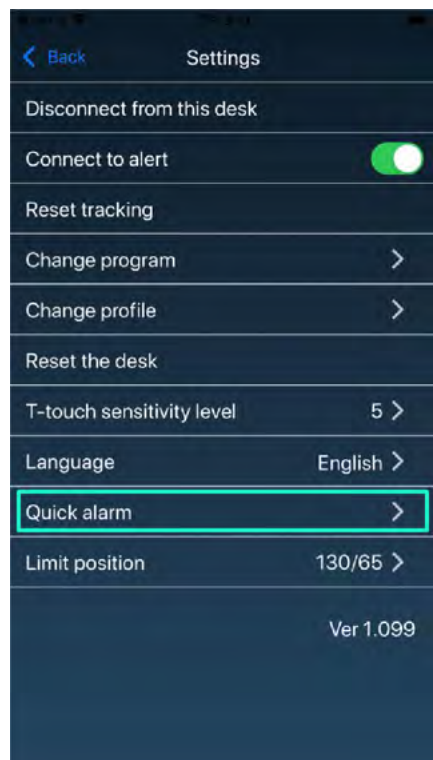 Back Settings
Disconnect from this desk
Connect to alert
Reset tracking
Change program
Change profile
Reset the desk
T-touch sensitivity level 5
Language English
Quick alarm
Limit position 130/65
Ver 1.099